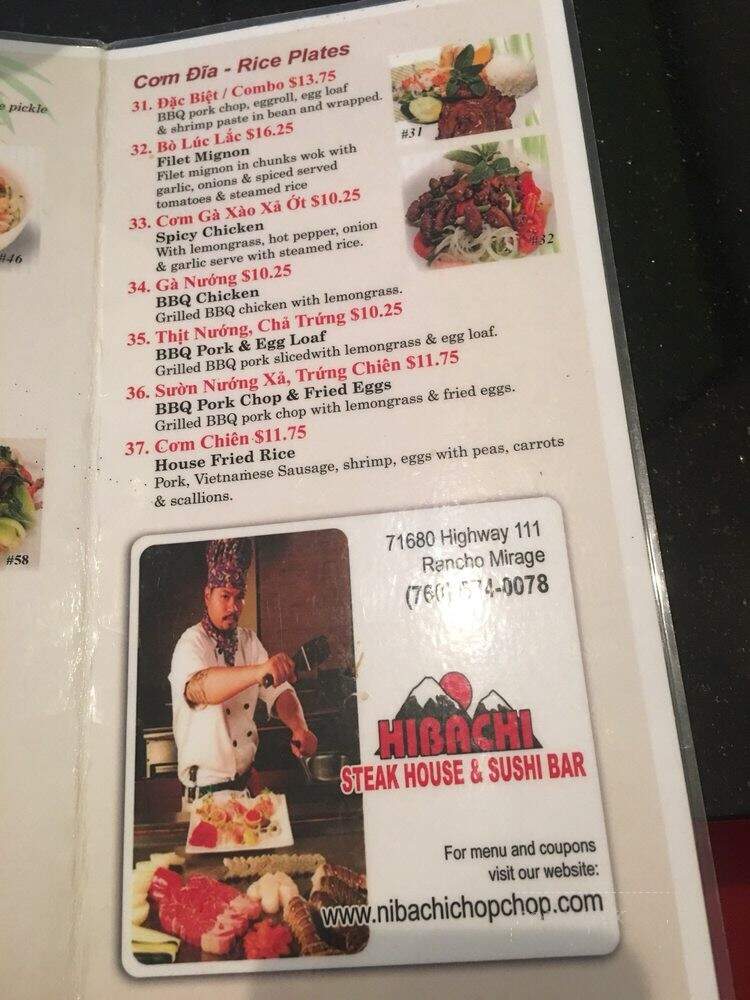 Cơm Đĩa - Rice Plates
31. Đặc Biệt / Combo $13.75
BBQ pork chop, eggroll, egg loaf
& shrimp paste in bean and wrapped.
32. Bò Lúc Lắc $16.25
Filet Mignon
Filet mignon in chunks wok with
garlic, onions & spiced served
tomatoes & steamed rice
33. Cơm Gà Xào Xả Ớt $10.25
Spicy Chicken
With lemongrass, hot pepper, onion
& garlic serve with steamed rice.
34. Gà Nướng $10.25
BBQ Chicken
Grilled BBQ chicken with lemongrass.
35. Thịt Nướng, Chả Trứng $10.25
BBQ Pork & Egg Loaf
Grilled BBQ pork slicedwith lemongrass & egg loaf.
36. Sườn Nướng Xả, Trứng Chiên $11.75
BBQ Pork Chop & Fried Eggs
Grilled BBQ pork chop with lemongrass & fried eggs.
37. Cơm Chiên $11.75
House Fried Rice
Pork, Vietnamese Sausage, shrimp, eggs with peas, carrots
& scallions.
#31
#32
pickle
#46
#58
71680 Highway 111
Rancho Mirage
(760) 74-0078
HIBACHI
STEAK HOUSE & SUSHI BAR
For menu and coupons
visit our website:
www.nibachichopchop.com